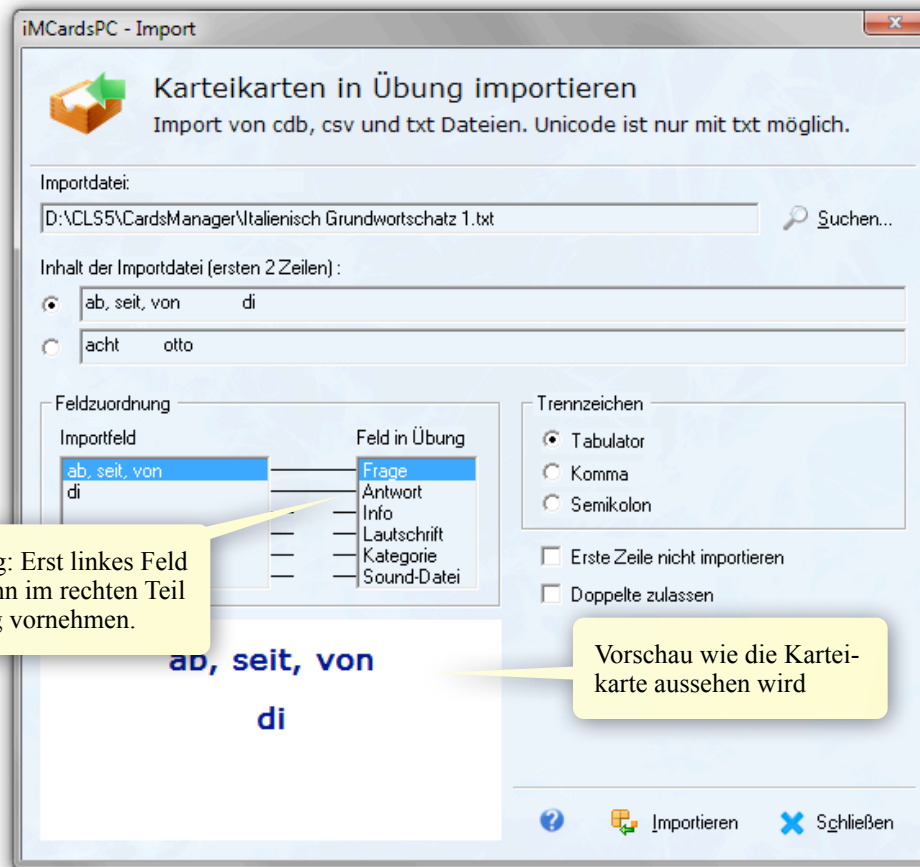 iMCardsPC - Import
Karteikarten in Übung importieren
Import von cdb, csv und txt Dateien. Unicode ist nur mit txt möglich.
Importdatei:
D:\CLS5\CardsManager\Italienisch Grundwortschatz 1.txt
Suchen...
Inhalt der Importdatei (ersten 2 Zeilen) :
ab, seit, von di
acht otto
Feldzuordnung
Importfeld Feld in Übung
ab, seit, von Frage
di Antwort
Info
Lautschrift
Kategorie
Sound-Datei
g: Erst linkes Feld
nn im rechten Teil
g vornehmen.
Trennzeichen
Tabulator
Komma
Semikolon
Erste Zeile nicht importieren
Doppelte zulassen
ab, seit, von
di
Vorschau wie die Kartei-
karte aussehen wird
Importieren
Schließen